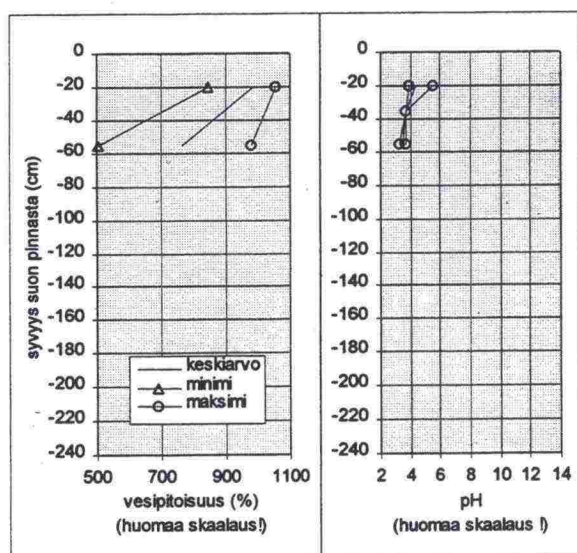 syvyys suon pinnasta (cm)
0
-20
-40
-60
-80
-100
-120
-140
-160
-180
-200
-220
-240
keskiarvo
minimi
maksimi
500 700 900 1100
vesipitoisuus (%)
(huomaa skaalaus!)
0
-20
-40
-60
-80
-100
-120
-140
-160
-180
-200
-220
-240
2 4 6 8 10 12 14
pH
(huomaa skaalaus !)